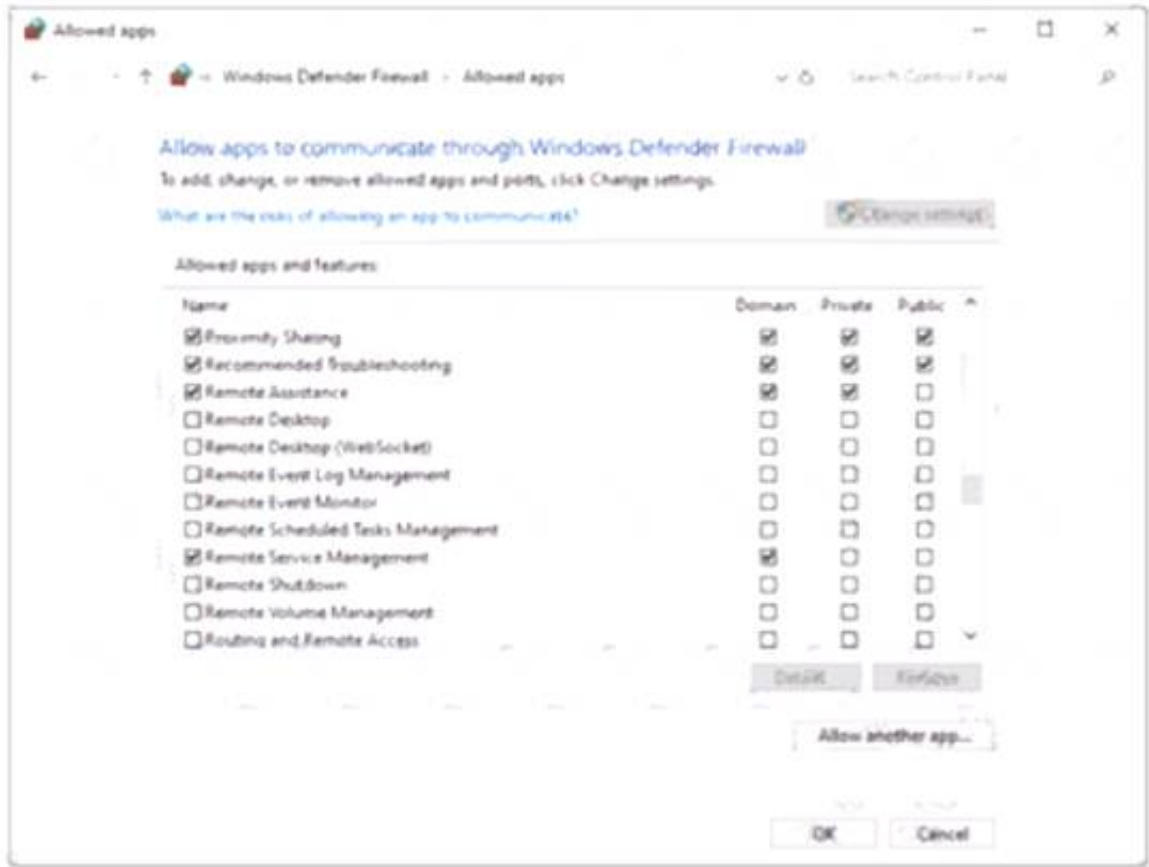 Allowed apps
Windows Defender Firewall Allowed apps
Search Control Panel
Allow apps to communicate through Windows Defender Firewall
To add, change, or remove allowed apps and ports, click Change settings.
What are the risks of allowing an app to communicate?
Change settings
Allowed apps and features:
Name Domain Private Public
Proximity Sharing
Recommended Troubleshooting
Remote Assistance
Remote Desktop
Remote Desktop (WebSocket)
Remote Event Log Management
Remote Event Monitor
Remote Scheduled Tasks Management
Remote Service Management
Remote Shutdown
Remote Volume Management
Routing and Remote Access
Details... Remove
Allow another app...
OK Cancel